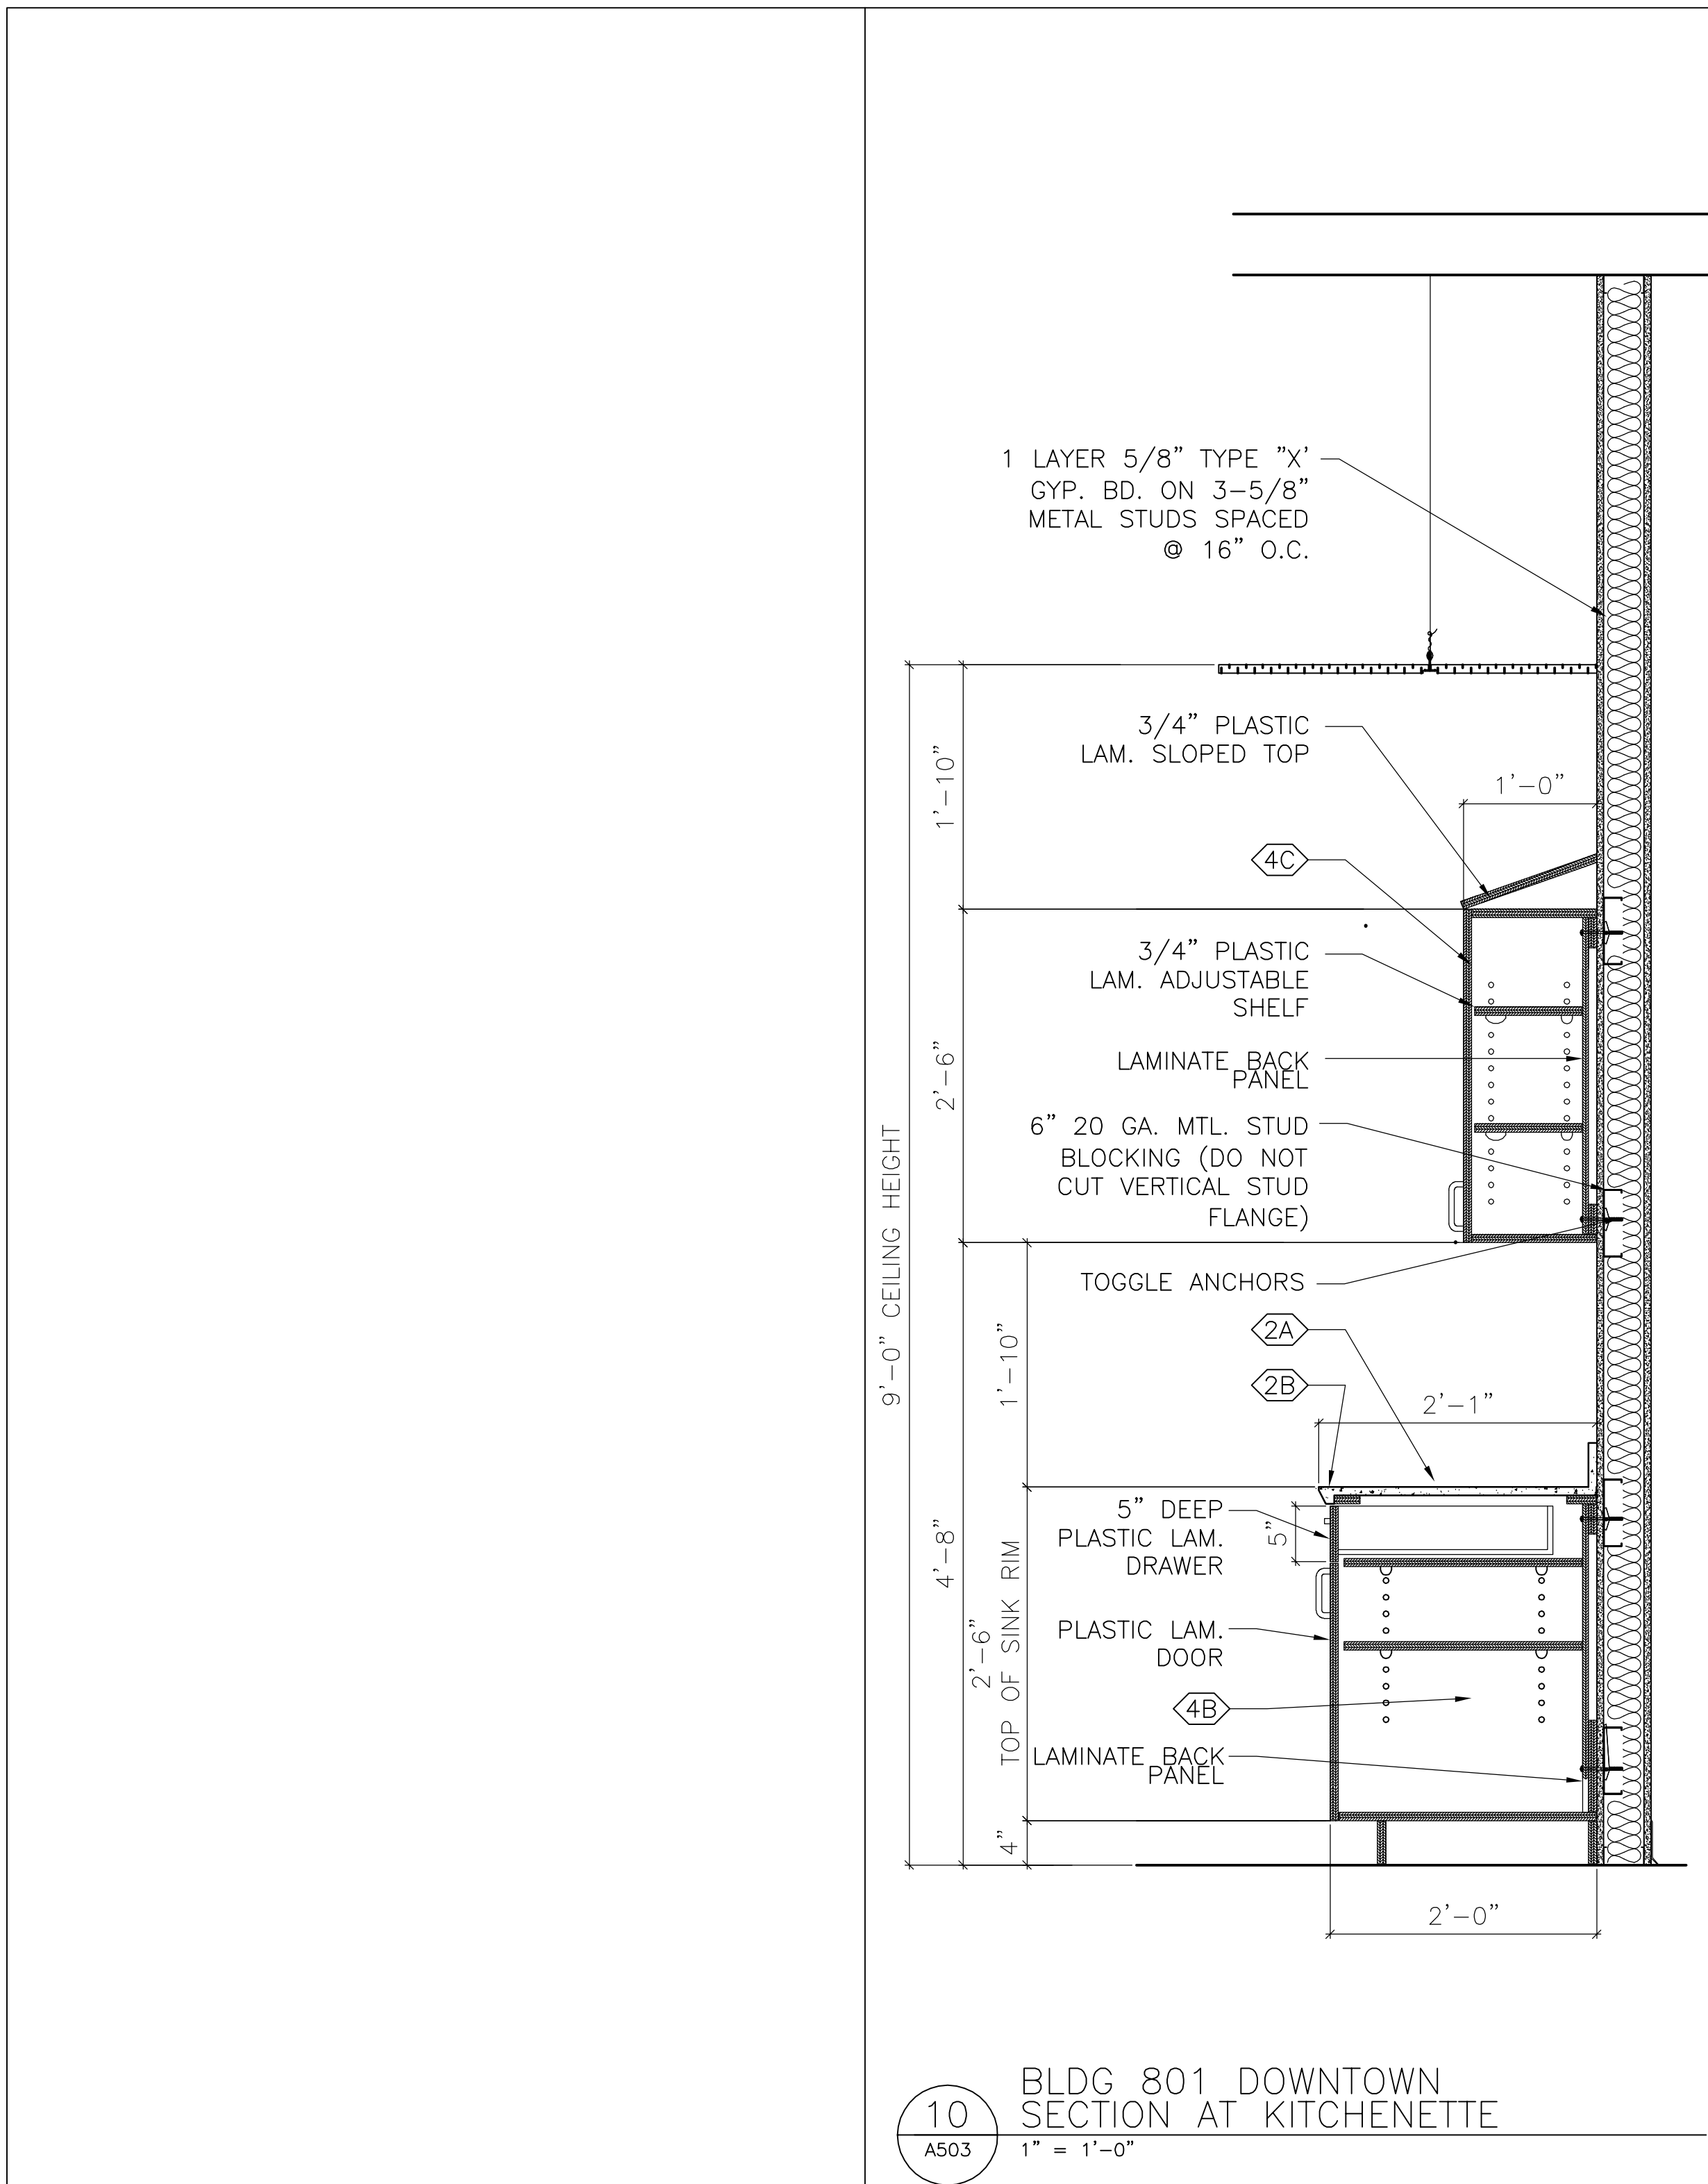 1 LAYER 5/8” TYPE ”X’
GYP. BD. ON 3–5/8”
METAL STUDS SPACED
@ 16” O.C.
3/4” PLASTIC
LAM. SLOPED TOP
1’–10”
1’–0”
4C
3/4” PLASTIC
LAM. ADJUSTABLE
SHELF
2’–6”
LAMINATE BACK
PANEL
6” 20 GA. MTL. STUD
BLOCKING (DO NOT
CUT VERTICAL STUD
FLANGE)
9’–0” CEILING HEIGHT
TOGGLE ANCHORS
2A
1’–10”
2B
2’–1”
5” DEEP
PLASTIC LAM.
DRAWER
5”
4’–8”
2’–6”
TOP OF SINK RIM
PLASTIC LAM.
DOOR
4B
LAMINATE BACK
PANEL
4”
2’–0”
10
A503
BLDG 801 DOWNTOWN
SECTION AT KITCHENETTE
1” = 1’–0”